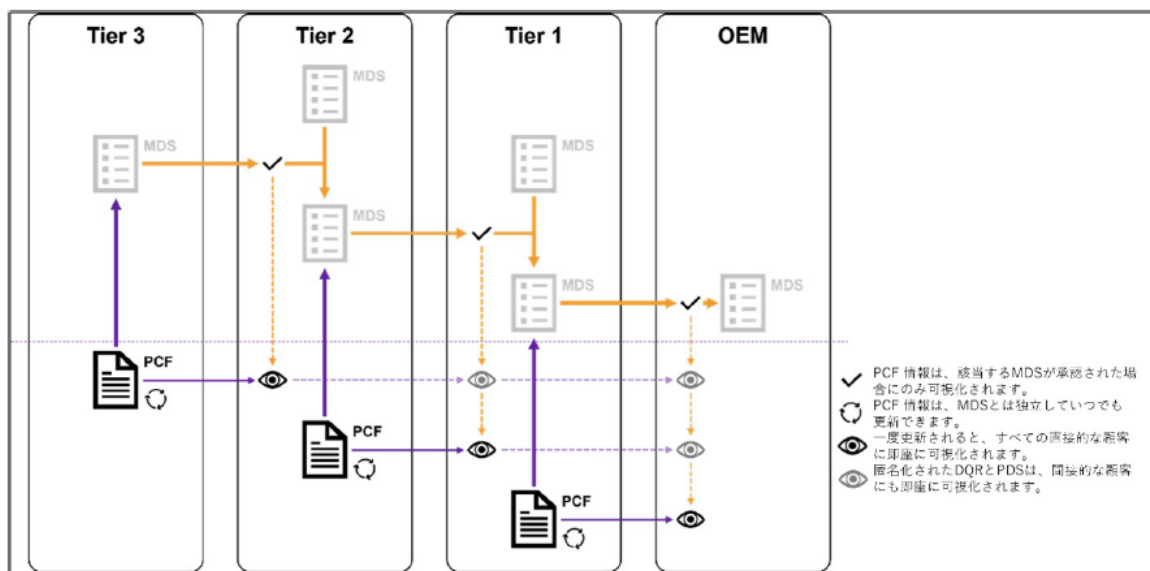 Tier 3
Tier 2
Tier 1
OEM
MDS
MDS
MDS
MDS
MDS
MDS
MDS
PCF
PCF
PCF
PCF 情報は、該当するMDSが承認された場
合にのみ可視化されます。
PCF 情報は、MDSとは独立していつでも
更新できます。
一度更新されると、すべての直接的な顧客
に即座に可視化されます。
匿名化されたDQRとPDSは、間接的な顧客
にも即座に可視化されます。